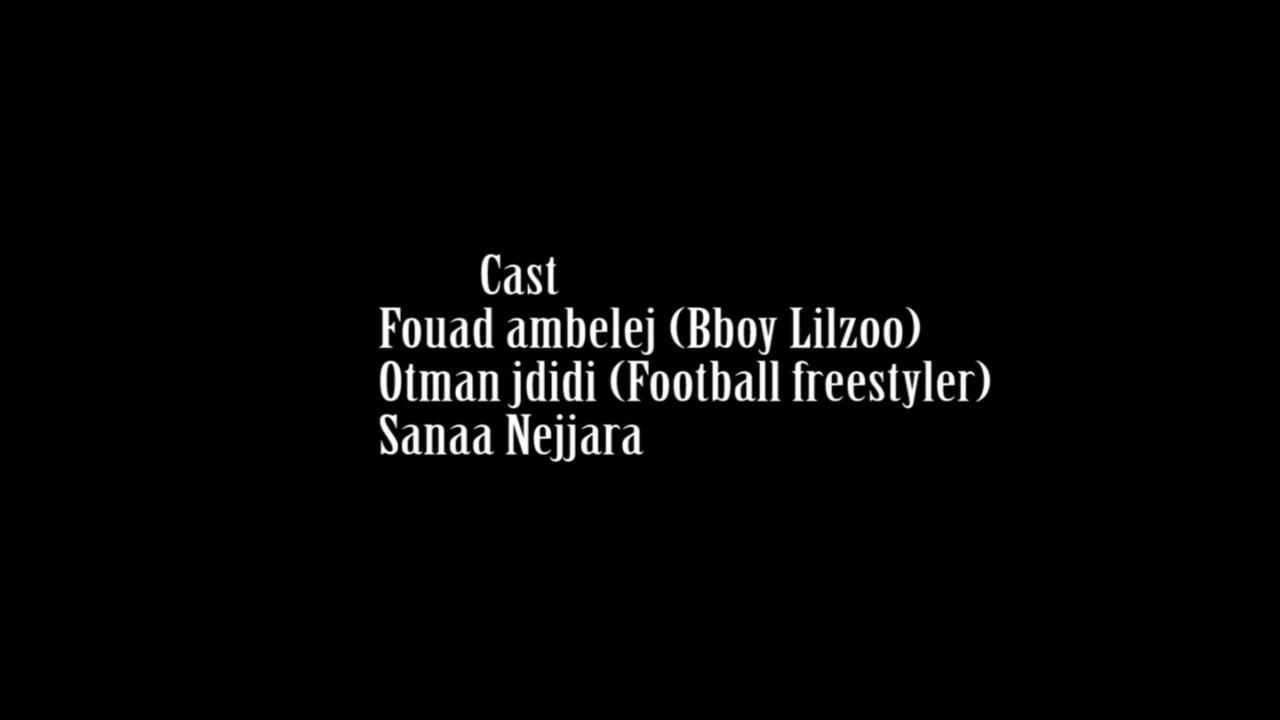 Cast
Fouad ambelej (Bboy Lilzoo)
Otman jdidi (Football freestyler)
Sanaa Nejjara